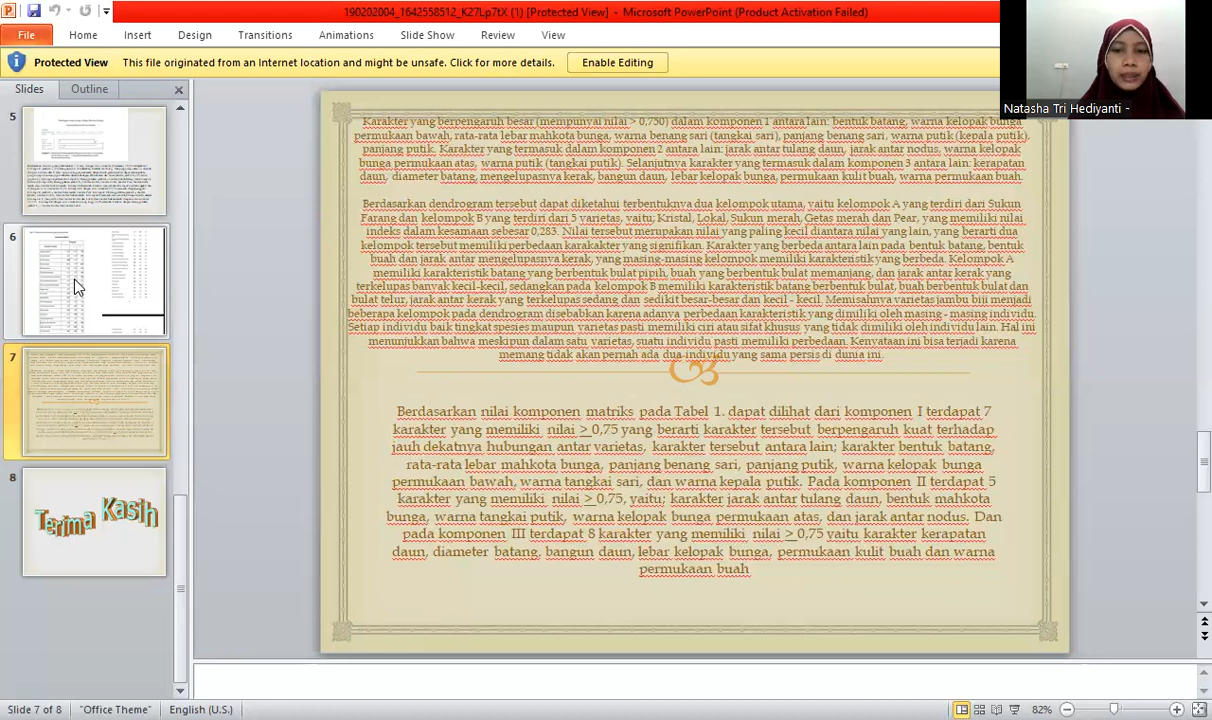 190202004_1642558512_K27Lp7tX (1) [Protected View] - Microsoft PowerPoint (Product Activation Failed)
File Home Insert Design Transitions Animations Slide Show Review View
Protected View This file originated from an Internet location and might be unsafe. Click for more details. Enable Editing
Natasha Tri Hediyanti -
Slides Outline
5
6
7
8
Terima Kasih
Karakter yang berpengaruh besar (mempunyai nilai > 0,750) dalam komponen 1 antara lain: bentuk batang, warna kelopak bunga
permukaan bawah, rata-rata lebar mahkota bunga, warna benang sari (tangkai sari), panjang benang sari, warna putik (kepala putik),
panjang putik. Karakter yang termasuk dalam komponen 2 antara lain: jarak antar tulang daun, jarak antar nodus, warna kelopak
bunga permukaan atas, warna putik (tangkai putik). Selanjutnya karakter yang termasuk dalam komponen 3 antara lain: kerapatan
daun, diameter batang, mengelupasnya kerak, bangun daun, lebar kelopak bunga, permukaan kulit buah, warna permukaan buah.
Berdasarkan dendrogram tersebut dapat diketahui terbentuknya dua kelompok utama, yaitu kelompok A yang terdiri dari Sukun
Farang dan kelompok B yang terdiri dari 5 varietas, yaitu; Kristal, Lokal, Sukun merah, Getas merah dan Pear, yang memiliki nilai
indeks dalam kesamaan sebesar 0,283. Nilai tersebut merupakan nilai yang paling kecil diantara nilai yang lain, yang berarti dua
kelompok tersebut memiliki perbedaan karakakter yang signifikan. Karakter yang berbeda antara lain pada bentuk batang, bentuk
buah dan jarak antar mengelupasnya kerak, yang masing-masing kelompok memiliki karakteristik yang berbeda. Kelompok A
memiliki karakteristik batang yang berbentuk bulat pipih, buah yang berbentuk bulat memanjang, dan jarak antar kerak yang
terkelupas banyak kecil-kecil, sedangkan pada kelompok B memiliki karakteristik batang berbentuk bulat, buah berbentuk bulat dan
bulat telur, jarak antar kerak yang terkelupas sedang dan sedikit besar-besar dan kecil - kecil. Memisahnya varietas jambu biji menjadi
beberapa kelompok pada dendrogram disebabkan karena adanya perbedaan karakteristik yang dimiliki oleh masing - masing individu.
Setiap individu baik tingkat spesies maupun varietas pasti memiliki ciri atau sifat khusus yang tidak dimiliki oleh individu lain. Hal ini
menunjukkan bahwa meskipun dalam satu varietas, suatu individu pasti memiliki perbedaan. Kenyataan ini bisa terjadi karena
memang tidak akan pernah ada dua individu yang sama persis di dunia ini.
Berdasarkan nilai komponen matriks pada Tabel 1. dapat dilihat dari komponen I terdapat 7
karakter yang memiliki nilai > 0,75 yang berarti karakter tersebut berpengaruh kuat terhadap
jauh dekatnya hubungan antar varietas, karakter tersebut antara lain; karakter bentuk batang,
rata-rata lebar mahkota bunga, panjang benang sari, panjang putik, warna kelopak bunga
permukaan bawah, warna tangkai sari, dan warna kepala putik. Pada komponen II terdapat 5
karakter yang memiliki nilai > 0,75, yaitu; karakter jarak antar tulang daun, bentuk mahkota
bunga, warna tangkai putik, warna kelopak bunga permukaan atas, dan jarak antar nodus. Dan
pada komponen III terdapat 8 karakter yang memiliki nilai > 0,75 yaitu karakter kerapatan
daun, diameter batang, bangun daun, lebar kelopak bunga, permukaan kulit buah dan warna
permukaan buah
Slide 7 of 8 "Office Theme" English (U.S.) 82%